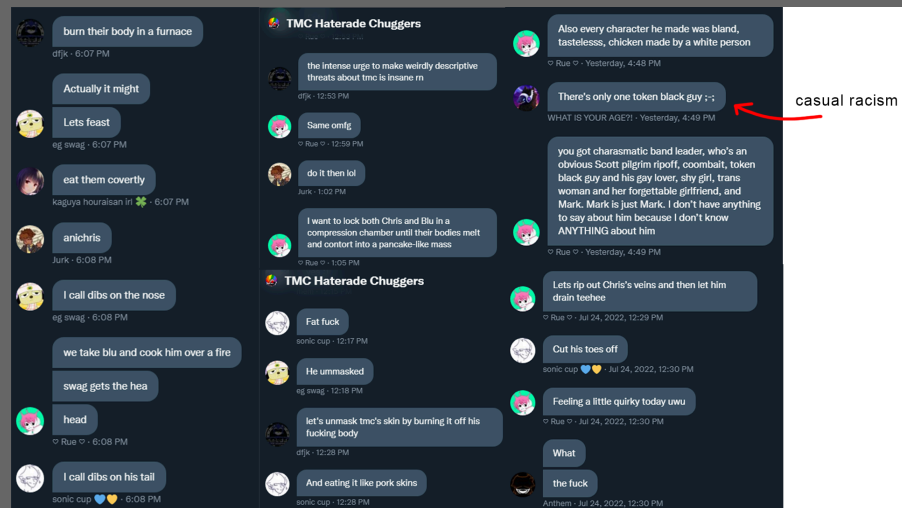 burn their body in a furnace
dfjk · 6:07 PM
Actually it might
Lets feast
eg swag · 6:07 PM
eat them covertly
kaguya houraisan irl 🍀 · 6:07 PM
anichris
Jurk · 6:08 PM
I call dibs on the nose
eg swag · 6:08 PM
we take blu and cook him over a fire
swag gets the hea
head
♡ Rue ♡ · 6:08 PM
I call dibs on his tail
sonic cup 💙💛 · 6:08 PM
TMC Haterade Chuggers
the intense urge to make weirdly descriptive
threats about tmc is insane rn
dfjk · 12:53 PM
Same omfg
♡ Rue ♡ · 12:59 PM
do it then lol
Jurk · 1:02 PM
I want to lock both Chris and Blu in a
compression chamber until their bodies melt
and contort into a pancake-like mass
♡ Rue ♡ · 1:05 PM
TMC Haterade Chuggers
Fat fuck
sonic cup · 12:17 PM
He ummasked
eg swag · 12:18 PM
let's unmask tmc's skin by burning it off his
fucking body
dfjk · 12:28 PM
And eating it like pork skins
sonic cup · 12:28 PM
Also every character he made was bland,
tastelesss, chicken made by a white person
♡ Rue ♡ · Yesterday, 4:48 PM
There's only one token black guy ;-;
WHAT IS YOUR AGE?! · Yesterday, 4:49 PM
casual racism
you got charasmatic band leader, who's an
obvious Scott pilgrim ripoff, coombait, token
black guy and his gay lover, shy girl, trans
woman and her forgettable girlfriend, and
Mark. Mark is just Mark. I don't have anything
to say about him because I don't know
ANYTHING about him
♡ Rue ♡ · Yesterday, 4:49 PM
Lets rip out Chris's veins and then let him
drain teehee
♡ Rue ♡ · Jul 24, 2022, 12:29 PM
Cut his toes off
sonic cup 💙💛 · Jul 24, 2022, 12:30 PM
Feeling a little quirky today uwu
♡ Rue ♡ · Jul 24, 2022, 12:30 PM
What
the fuck
Anthem · Jul 24, 2022, 12:30 PM